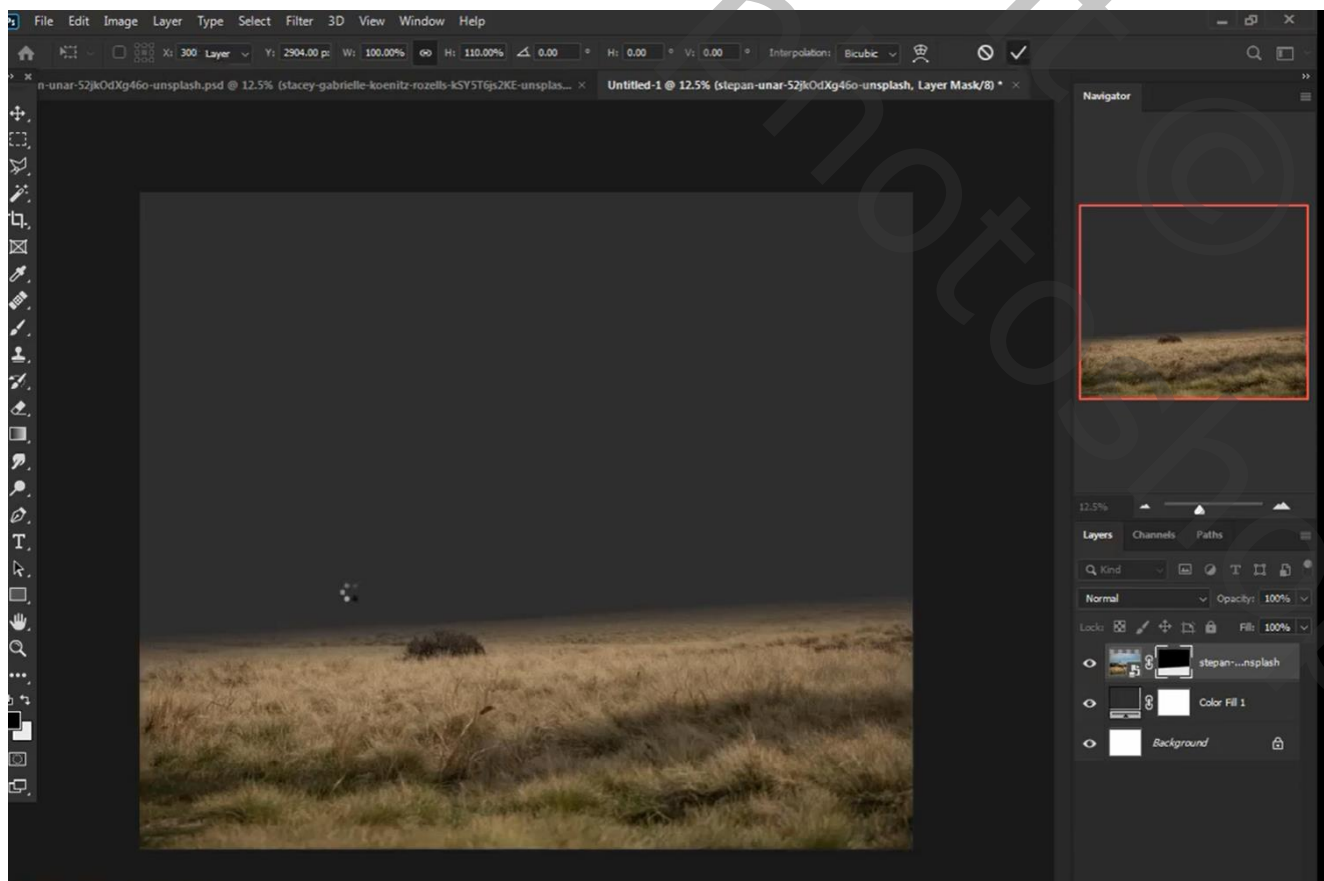 Ps File Edit Image Layer Type Select Filter 3D View Window Help
X: 300 Layer Y: 2904.00 p: W: 100.00% H: 110.00% 0.00 ° H: 0.00 ° V: 0.00 ° Interpolation: Bicubic
n-unar-52jkOdXg46o-unsplash.psd @ 12.5% (stacey-gabrielle-koenitz-rozells-kSY5T6js2KE-unsplas... × Untitled-1 @ 12.5% (stepan-unar-52jkOdXg46o-unsplash, Layer Mask/8) * ×
Navigator
12.5%
Layers Channels Paths
Kind
Normal Opacity: 100%
Lock: Fill: 100%
stepan-...nsplash
Color Fill 1
Background
T